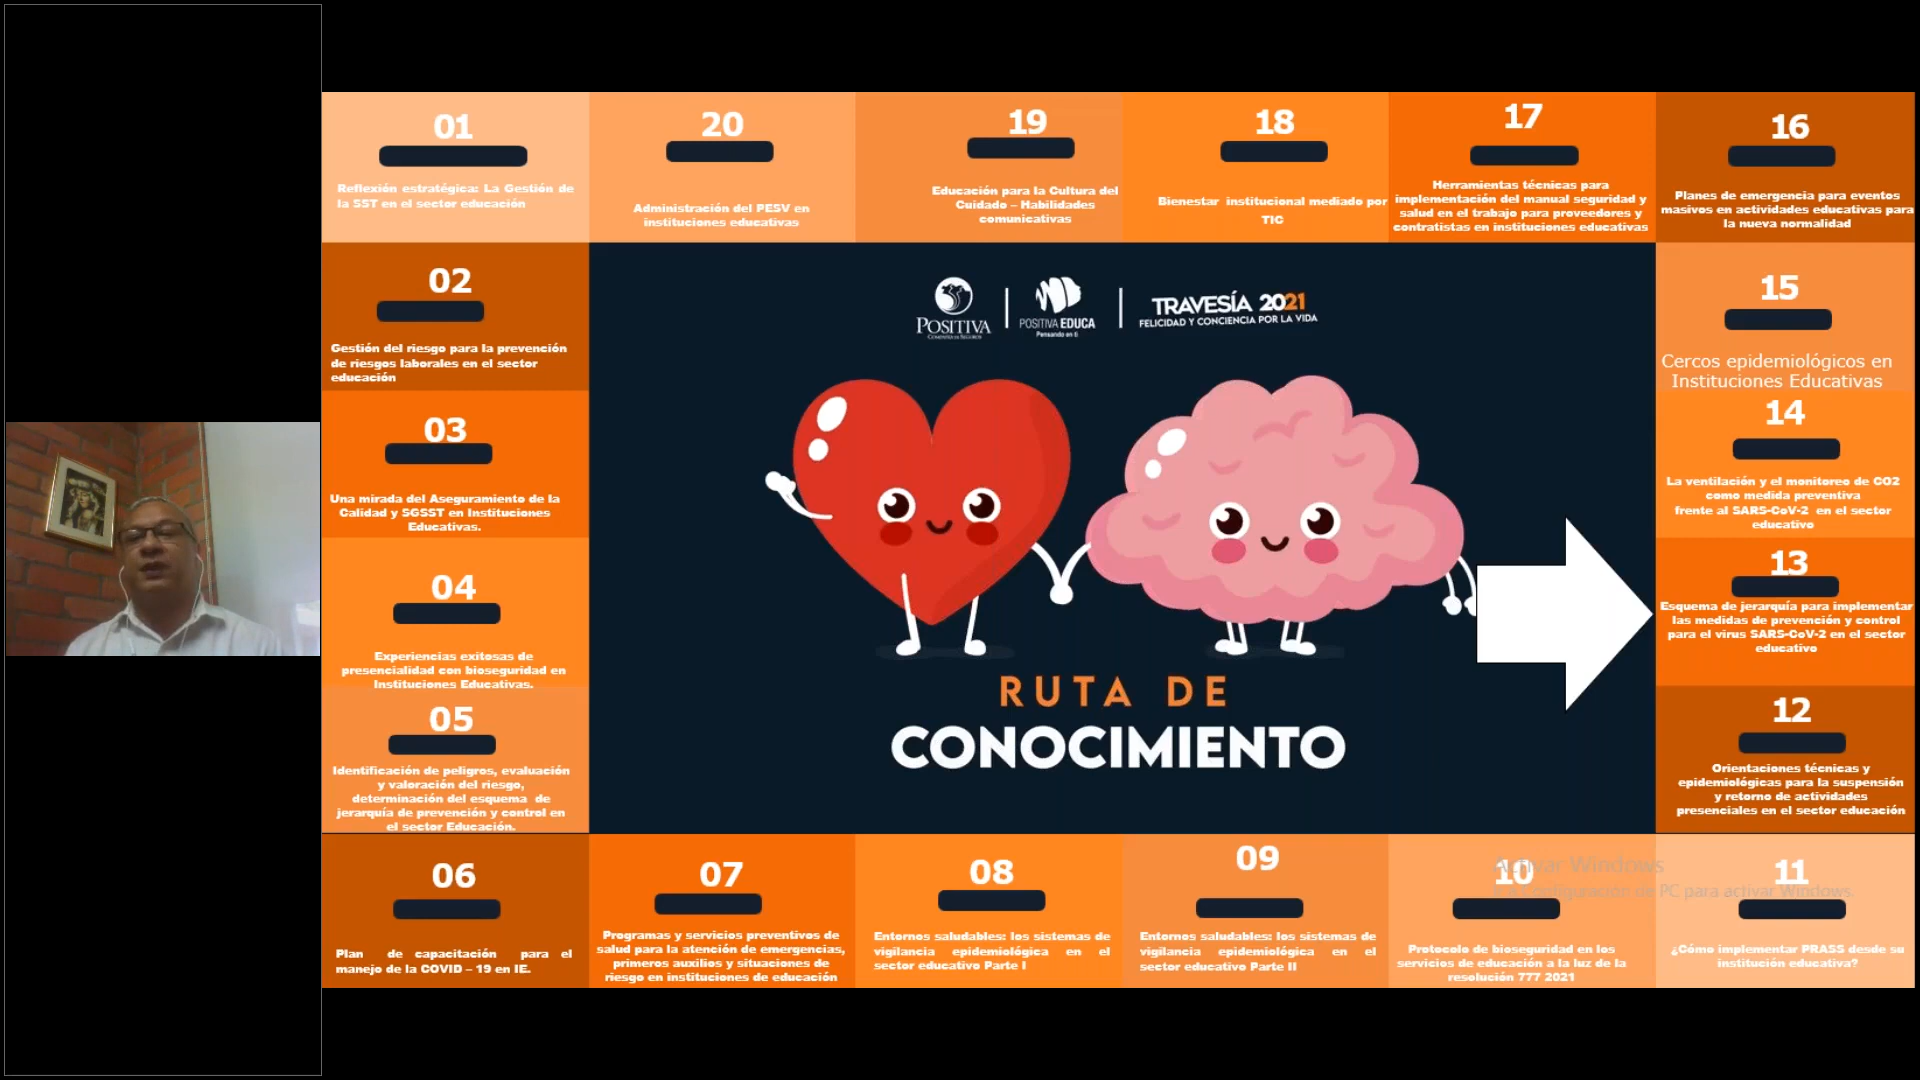 01
Reflexión estratégica: La Gestión de
la SST en el sector educación
20
Administración del PESV en
instituciones educativas
19
Educación para la Cultura del
Cuidado – Habilidades
comunicativas
18
Bienestar institucional mediado por
TIC
17
Herramientas técnicas para
implementación del manual seguridad y
salud en el trabajo para proveedores y
contratistas en instituciones educativas
16
Planes de emergencia para eventos
masivos en actividades educativas para
la nueva normalidad
02
Gestión del riesgo para la prevención
de riesgos laborales en el sector
educación
03
Una mirada del Aseguramiento de la
Calidad y SGSST en Instituciones
Educativas.
04
Experiencias exitosas de
presencialidad con bioseguridad en
Instituciones Educativas.
05
Identificación de peligros, evaluación
y valoración del riesgo,
determinación del esquema de
jerarquía de prevención y control en
el sector Educación.
POSITIVA
COMPAÑÍA DE SEGUROS
POSITIVA EDUCA
Pensando en ti
TRAVESÍA 2021
FELICIDAD Y CONCIENCIA POR LA VIDA
RUTA DE
CONOCIMIENTO
15
Cercos epidemiológicos en
Instituciones Educativas
14
La ventilación y el monitoreo de CO2
como medida preventiva
frente al SARS-CoV-2 en el sector
educativo
13
Esquema de jerarquía para implementar
las medidas de prevención y control
para el virus SARS-CoV-2 en el sector
educativo
12
Orientaciones técnicas y
epidemiológicas para la suspensión
y retorno de actividades
presenciales en el sector educación
06
Plan de capacitación para el
manejo de la COVID – 19 en IE.
07
Programas y servicios preventivos de
salud para la atención de emergencias,
primeros auxilios y situaciones de
riesgo en instituciones de educación
08
Entornos saludables: los sistemas de
vigilancia epidemiológica en el
sector educativo Parte I
09
Entornos saludables: los sistemas de
vigilancia epidemiológica en el
sector educativo Parte II
10
Protocolo de bioseguridad en los
servicios de educación a la luz de la
resolución 777 2021
11
¿Cómo implementar PRASS desde su
institución educativa?
Activar Windows
configuración de PC para activar Windows.